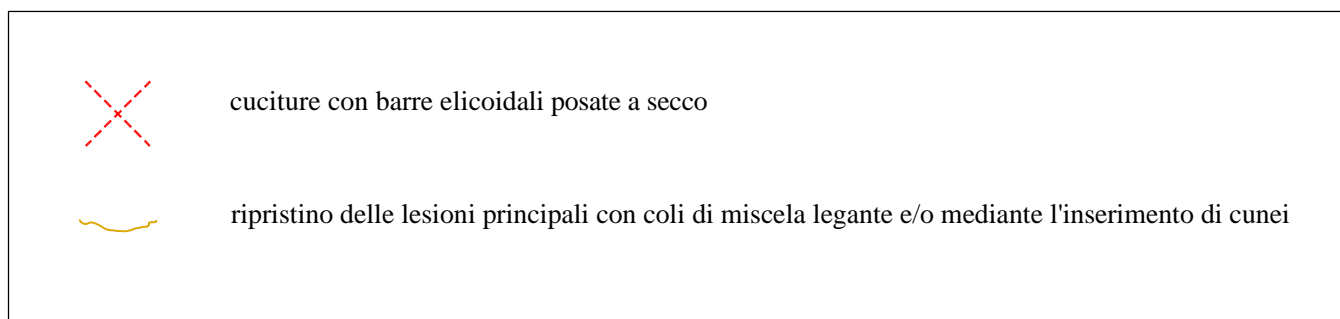 cuciture con barre elicoidali posate a secco
ripristino delle lesioni principali con coli di miscela legante e/o mediante l'inserimento di cunei